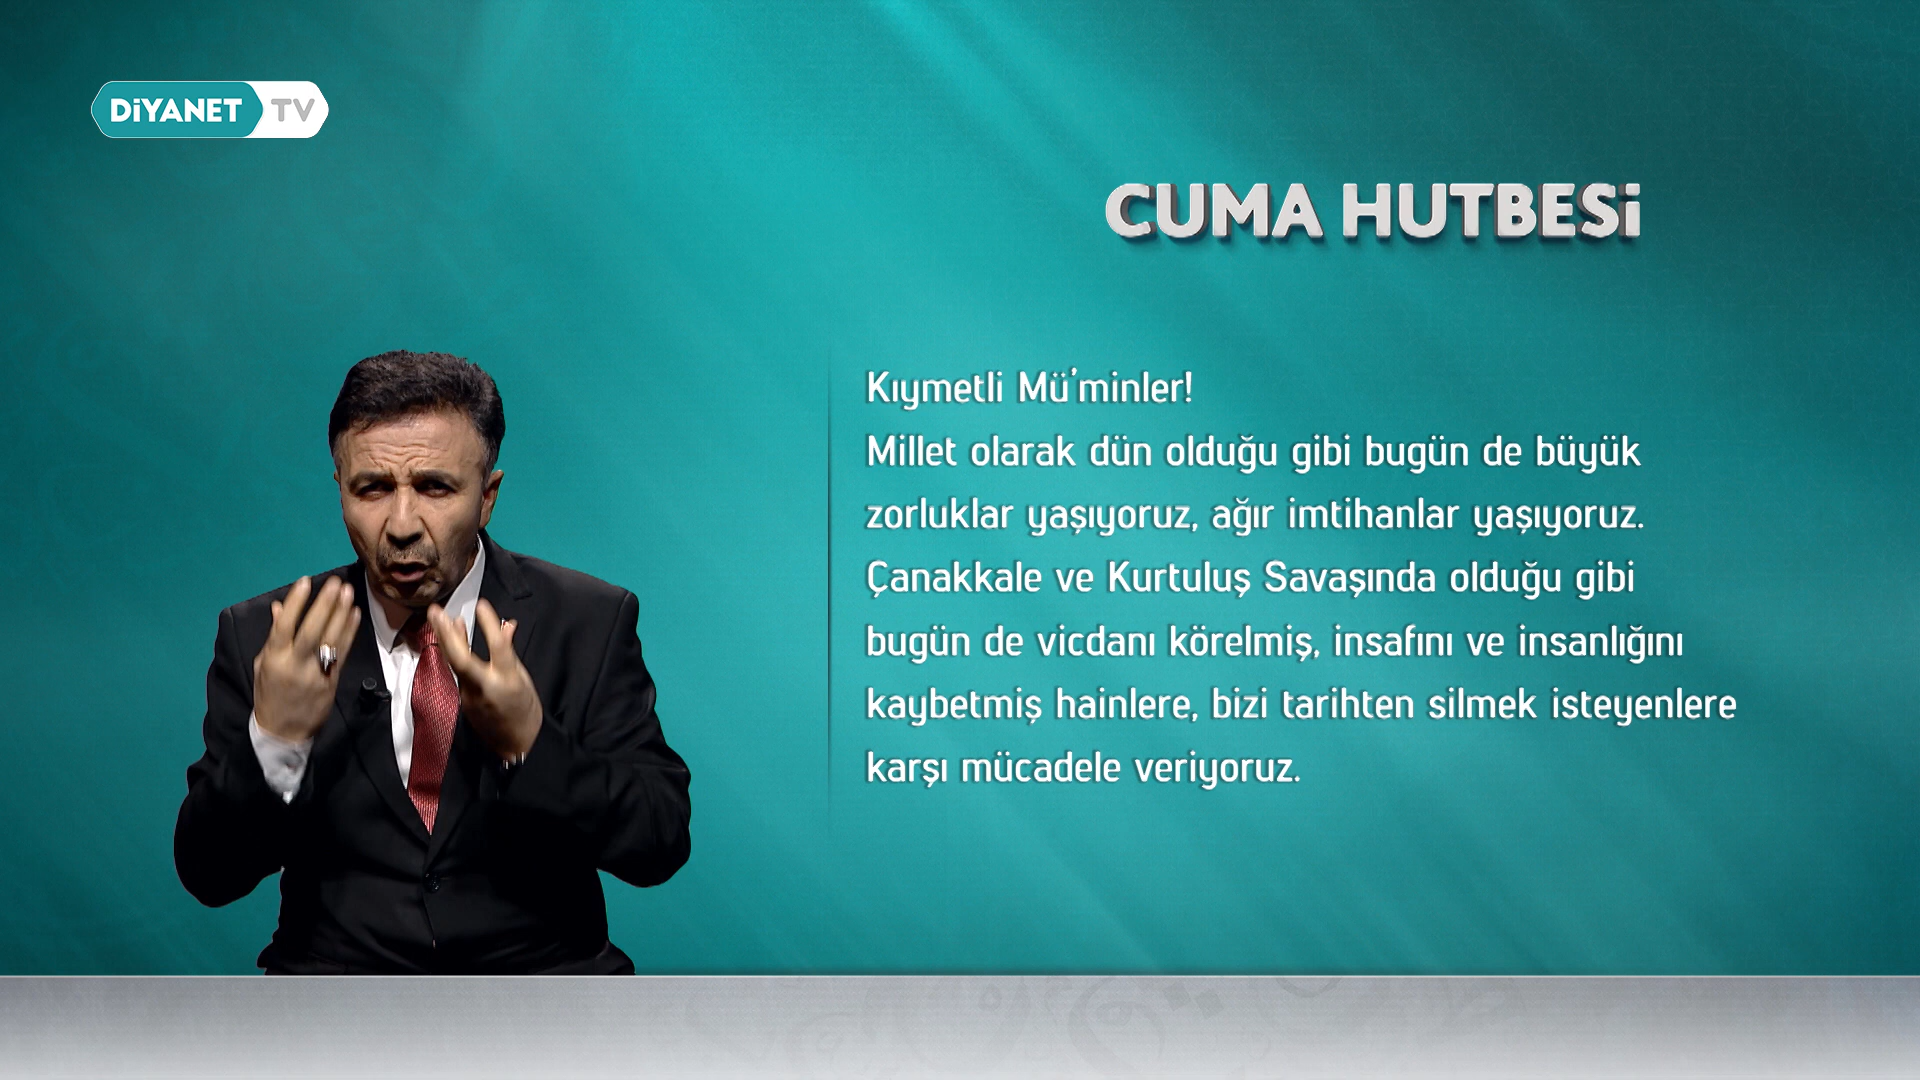 DiYANET TV
CUMA HUTBESi
Kıymetli Mü'minler!
Millet olarak dün olduğu gibi bugün de büyük
zorluklar yaşıyoruz, ağır imtihanlar yaşıyoruz.
Çanakkale ve Kurtuluş Savaşında olduğu gibi
bugün de vicdanı körelmiş, insafını ve insanlığını
kaybetmiş hainlere, bizi tarihten silmek isteyenlere
karşı mücadele veriyoruz.